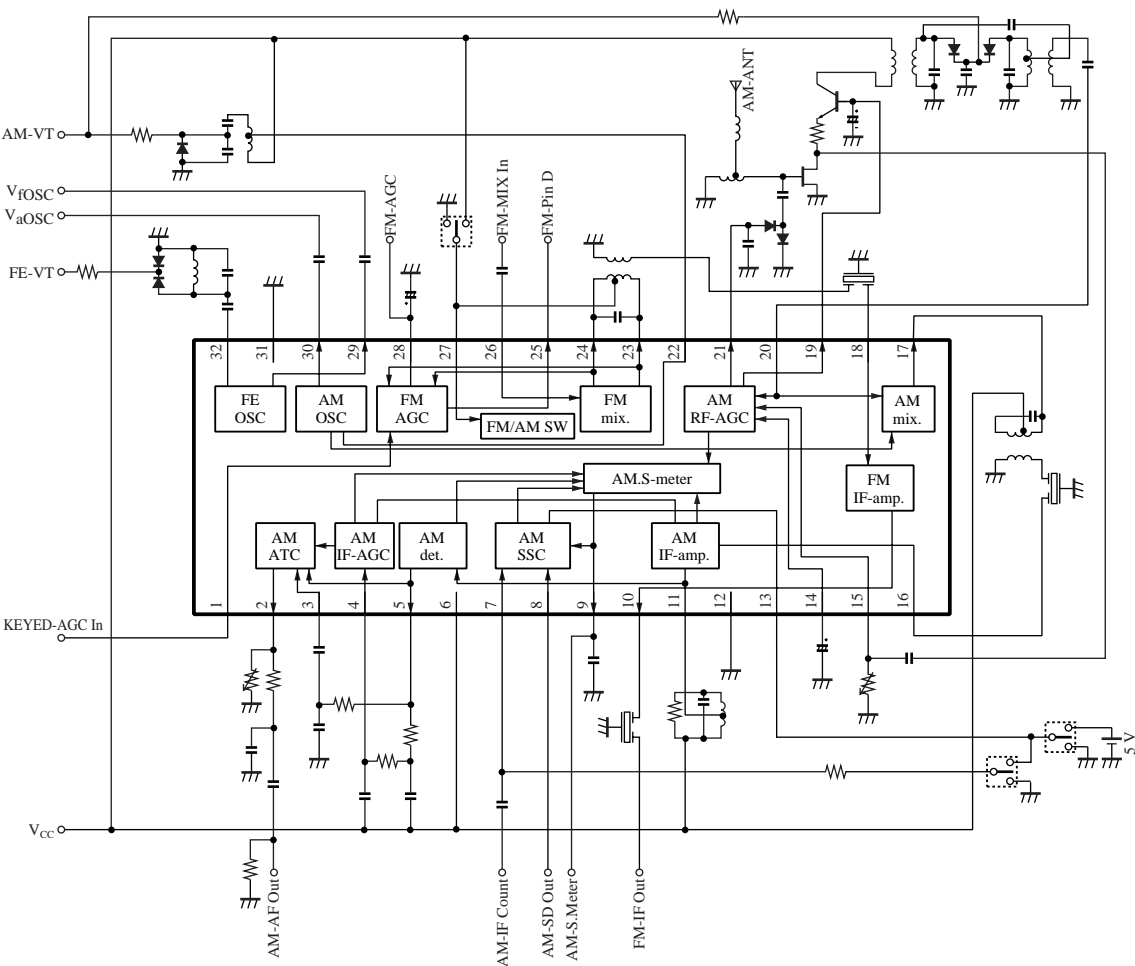 AM-ANT
AM-VT
VfOSC
VaOSC
FE-VT
FM-AGC
FM-MIX In
FM-Pin D
32 31 30 29 28 27 26 25 24 23 22 21 20 19 18 17
FE OSC
AM OSC
FM AGC
FM/AM SW
FM mix.
AM RF-AGC
AM mix.
AM.S-meter
FM IF-amp.
AM ATC
AM IF-AGC
AM det.
AM SSC
AM IF-amp.
1 2 3 4 5 6 7 8 9 10 11 12 13 14 15 16
KEYED-AGC In
5 V
VCC
AM-AF Out
AM-IF Count
AM-SD Out
AM-S.Meter
FM-IF Out